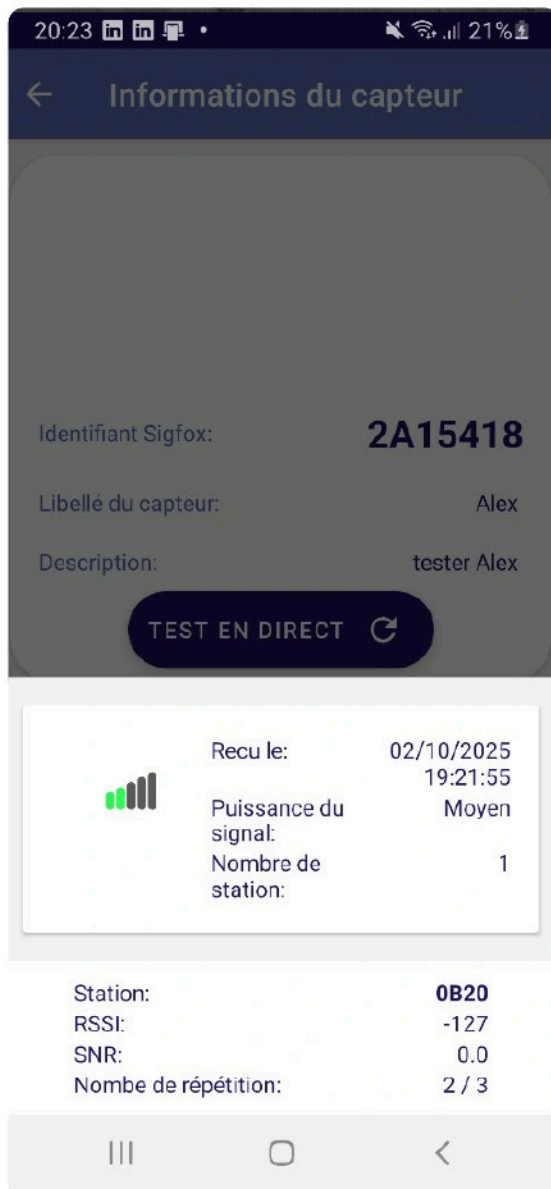 20:23 in in 21%
Informations du capteur
Identifiant Sigfox: 2A15418
Libellé du capteur: Alex
Description: tester Alex
TEST EN DIRECT
Recu le: 02/10/2025
19:21:55
Puissance du Moyen
signal:
Nombre de 1
station:
Station: 0B20
RSSI: -127
SNR: 0.0
Nombe de répétition: 2 / 3